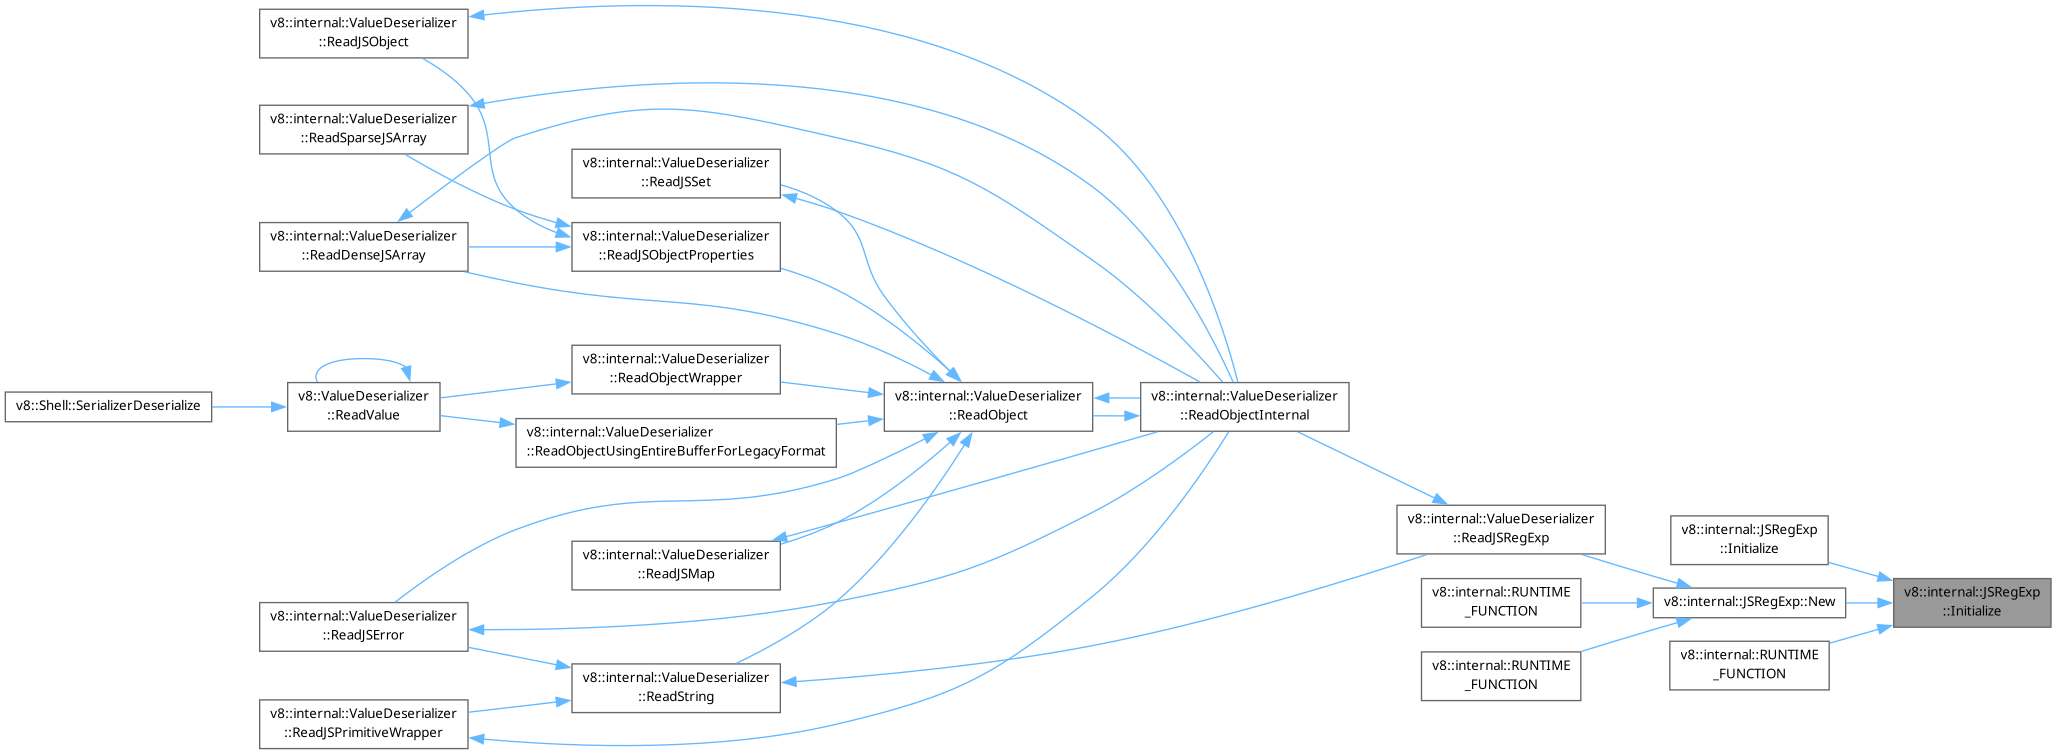 v8::internal::ValueDeserializer
::ReadJSObject
v8::internal::ValueDeserializer
::ReadSparseJSArray
v8::internal::ValueDeserializer
::ReadJSSet
v8::internal::ValueDeserializer
::ReadDenseJSArray
v8::internal::ValueDeserializer
::ReadJSObjectProperties
v8::internal::ValueDeserializer
::ReadObjectWrapper
v8::Shell::SerializerDeserialize
v8::ValueDeserializer
::ReadValue
v8::internal::ValueDeserializer
::ReadObject
v8::internal::ValueDeserializer
::ReadObjectInternal
v8::internal::ValueDeserializer
::ReadObjectUsingEntireBufferForLegacyFormat
v8::internal::ValueDeserializer
::ReadJSRegExp
v8::internal::JSRegExp
::Initialize
v8::internal::ValueDeserializer
::ReadJSMap
v8::internal::RUNTIME
_FUNCTION
v8::internal::JSRegExp::New
v8::internal::JSRegExp
::Initialize
v8::internal::ValueDeserializer
::ReadJSError
v8::internal::RUNTIME
_FUNCTION
v8::internal::RUNTIME
_FUNCTION
v8::internal::ValueDeserializer
::ReadString
v8::internal::ValueDeserializer
::ReadJSPrimitiveWrapper